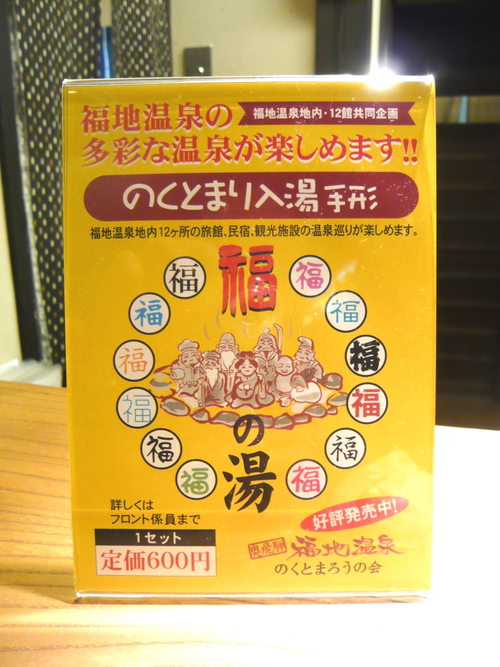 福地温泉の
福地温泉地内・12館共同企画
多彩な温泉が楽しめます!!
のくとまり入湯手形
福地温泉地内12ヶ所の旅館、民宿、観光施設の温泉巡りが楽しめます。
福
福
福
福
福
福
福
福
福
福
福
福
福
の湯
詳しくは
フロント係員まで
1セット
定価600円
好評発売中!
奥飛騨 福地温泉
のくとまろうの会